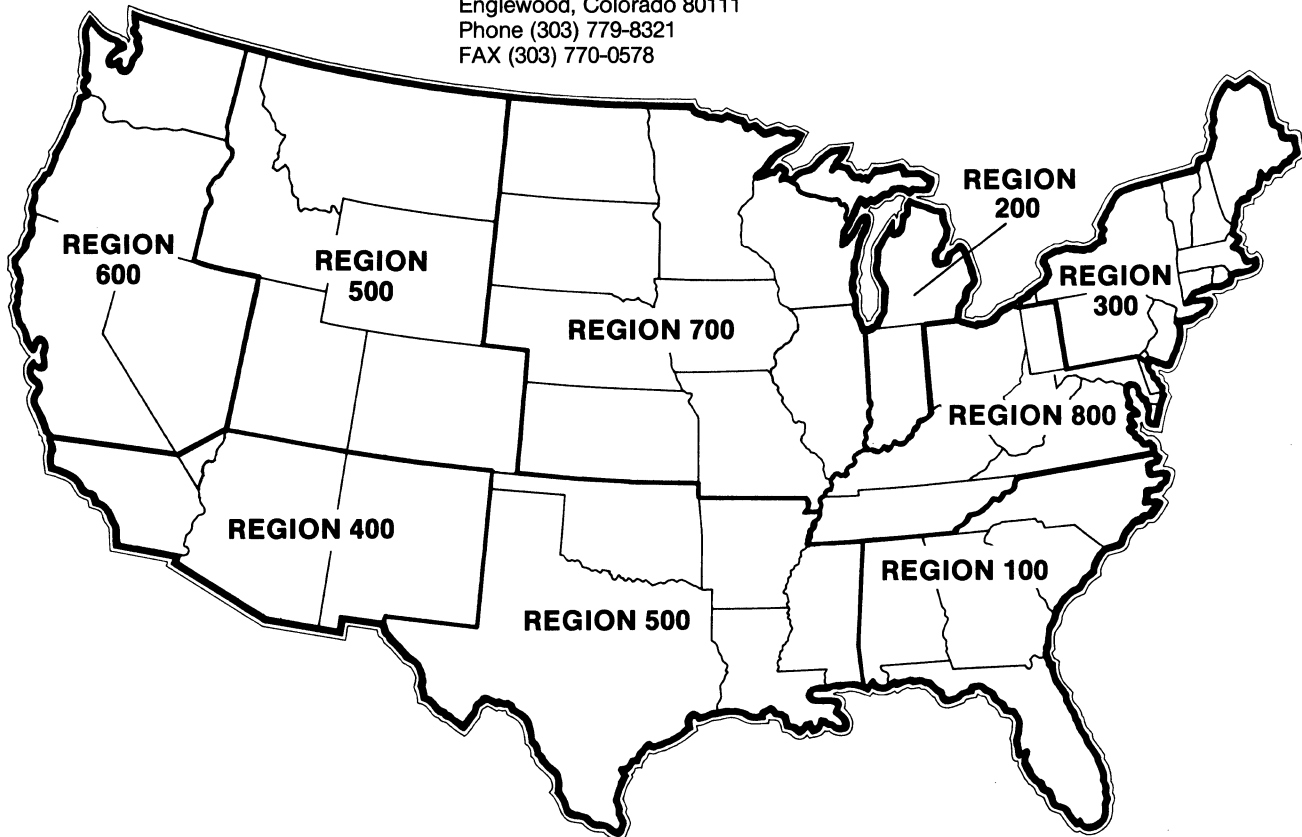 Englewood, Colorado 80111
Phone (303) 779-8321
FAX (303) 770-0578
REGION
200
REGION
600
REGION
500
REGION
300
REGION 700
REGION 800
REGION 400
REGION 100
REGION 500